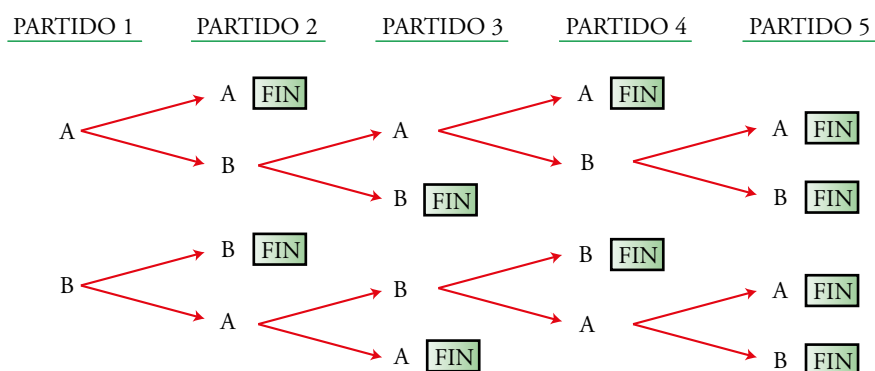 PARTIDO 1 PARTIDO 2 PARTIDO 3 PARTIDO 4 PARTIDO 5
A FIN A FIN
A A A FIN
B B
B FIN B FIN
B FIN B FIN
B B A FIN
A A
A FIN B FIN